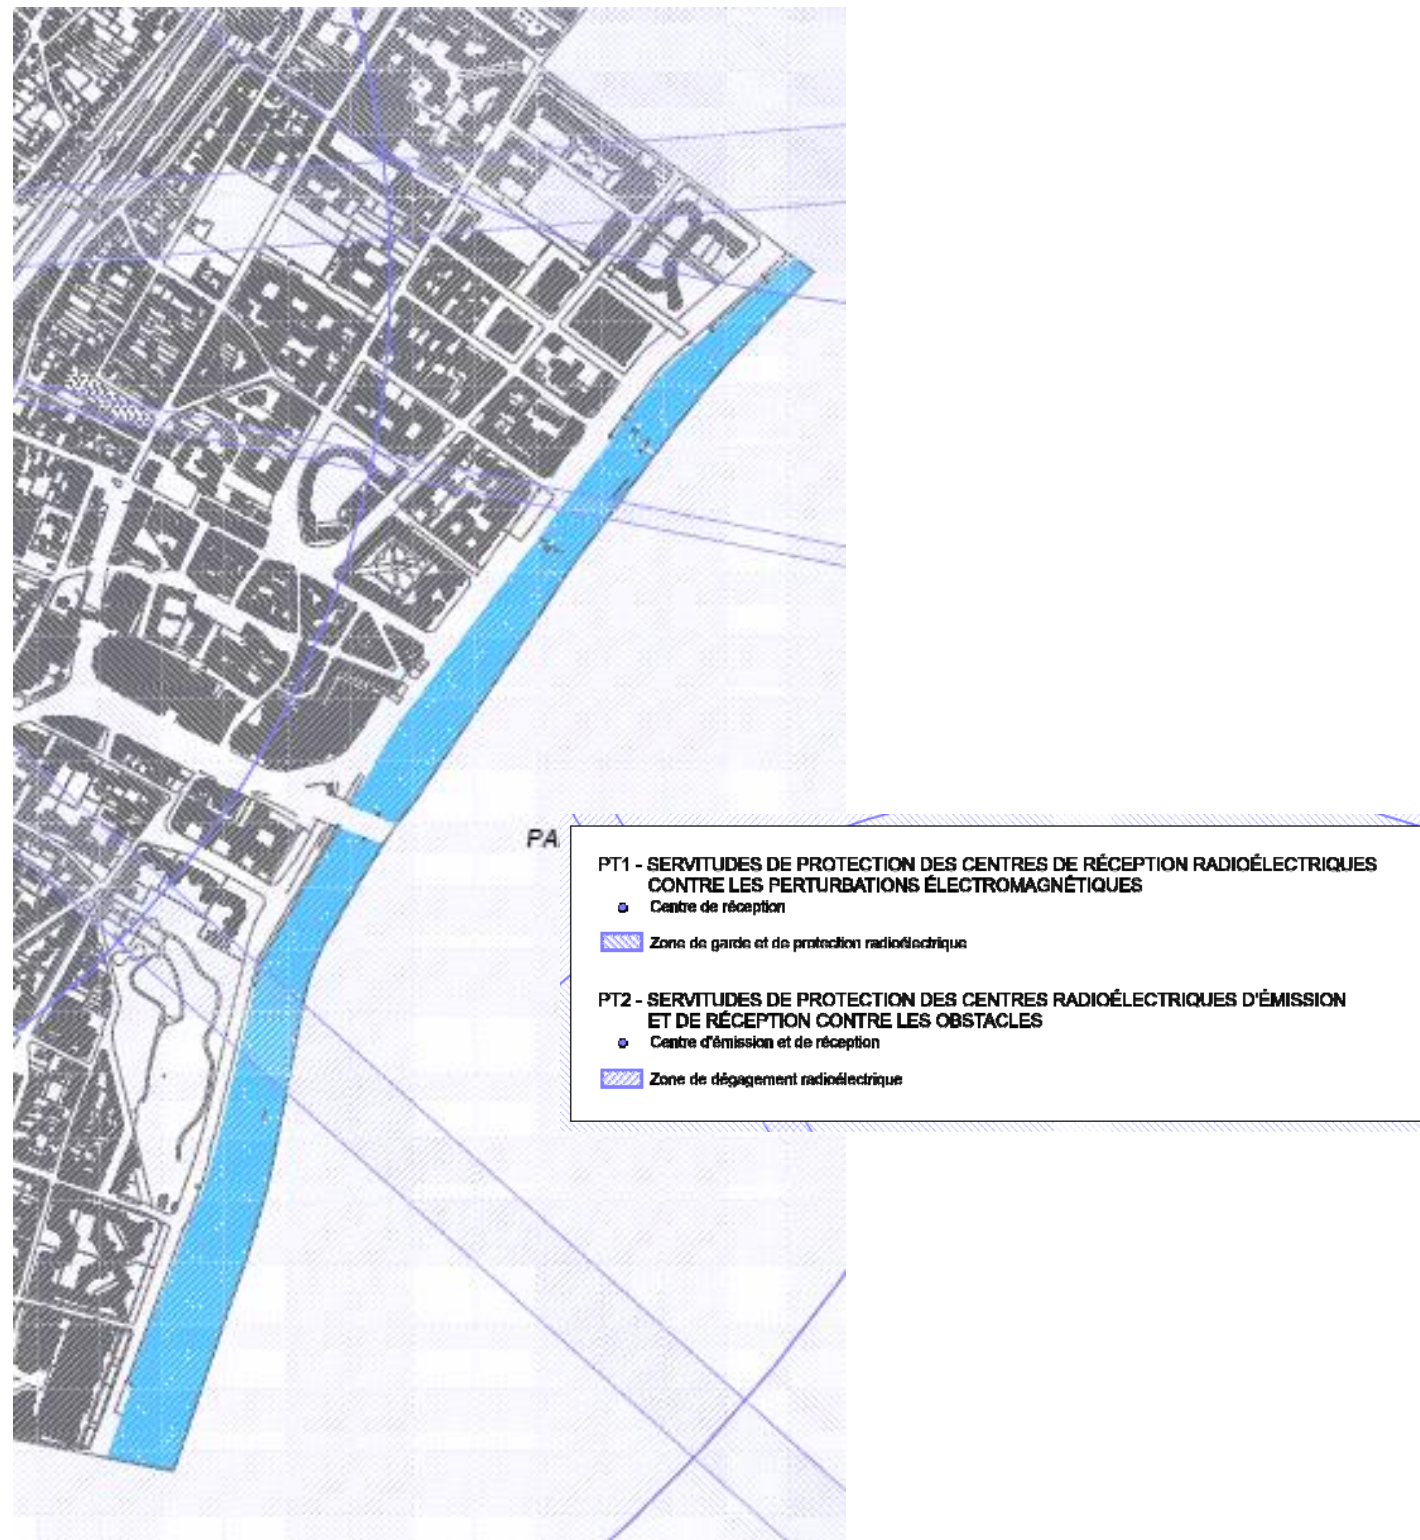 PA
PT1 - SERVITUDES DE PROTECTION DES CENTRES DE RÉCEPTION RADIOÉLECTRIQUES
CONTRE LES PERTURBATIONS ÉLECTROMAGNÉTIQUES
Centre de réception
Zone de garde et de protection radioélectrique
PT2 - SERVITUDES DE PROTECTION DES CENTRES RADIOÉLECTRIQUES D'ÉMISSION
ET DE RÉCEPTION CONTRE LES OBSTACLES
Centre d'émission et de réception
Zone de dégagement radioélectrique